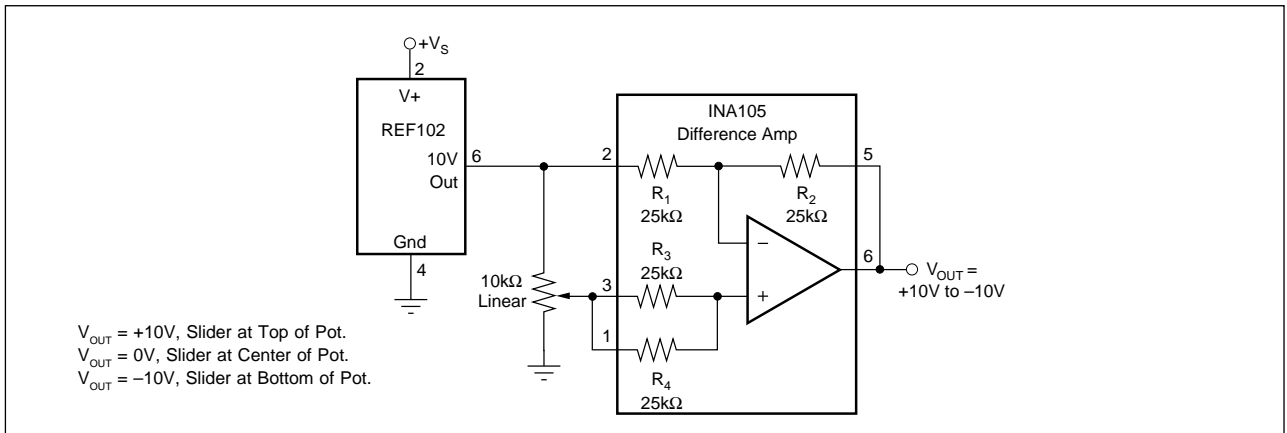 +V_S
2
V+
REF102
10V
Out
6
Gnd
4
10kΩ
Linear
INA105
Difference Amp
2
R_1
25kΩ
R_2
25kΩ
5
R_3
25kΩ
3
1
R_4
25kΩ
–
+
6
V_OUT =
+10V to –10V
V_OUT = +10V, Slider at Top of Pot.
V_OUT = 0V, Slider at Center of Pot.
V_OUT = –10V, Slider at Bottom of Pot.